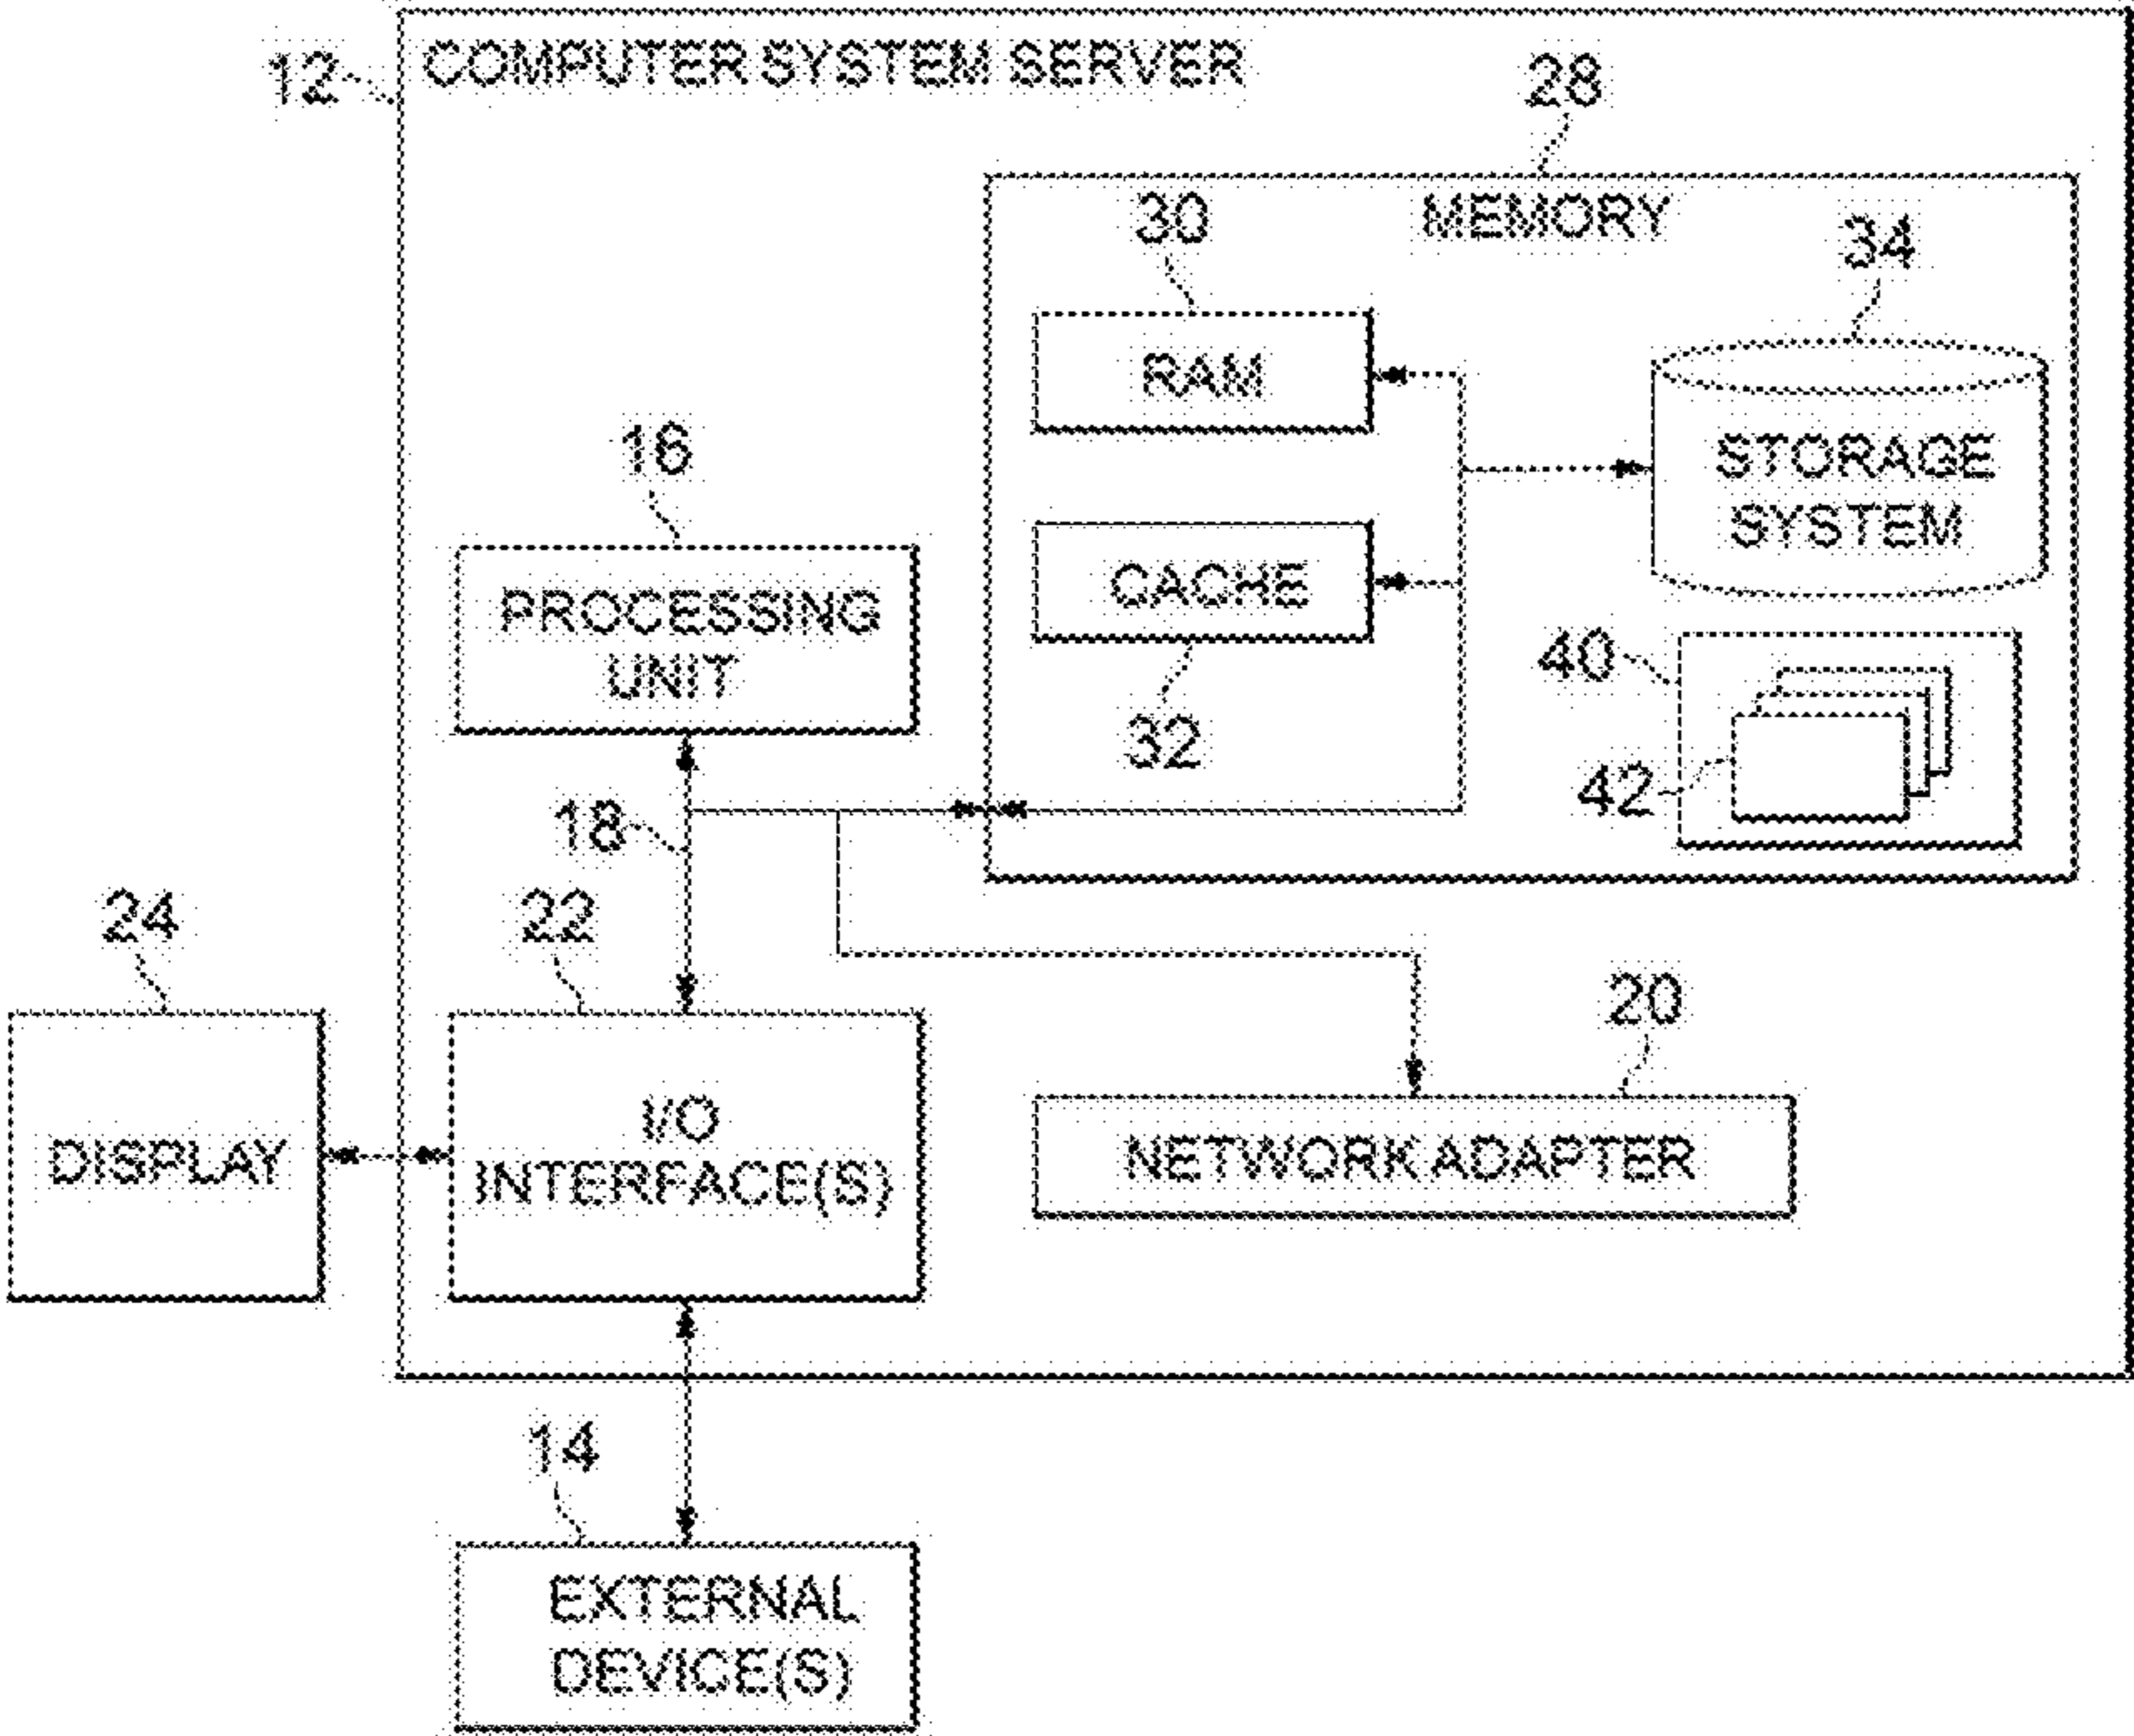 12
COMPUTER SYSTEM SERVER
28
MEMORY
30
34
RAM
STORAGE
SYSTEM
16
PROCESSING
UNIT
CACHE
32
40
42
18
24
22
20
DISPLAY
I/O
INTERFACE(S)
NETWORK ADAPTER
14
EXTERNAL
DEVICE(S)